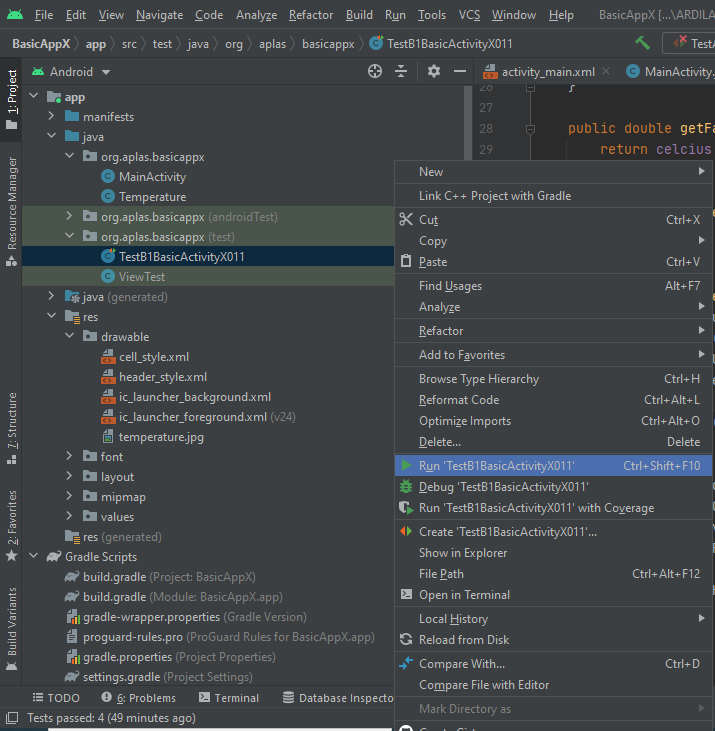 File Edit View Navigate Code Analyze Refactor Build Run Tools VCS Window Help BasicAppX [...\ARDILA
BasicAppX app src test java org aplas basicappx TestB1BasicActivityX011 TestA
1: Project
Resource Manager
7: Structure
2: Favorites
Build Variants
Android
activity_main.xml MainActivity.
app
manifests
java
org.aplas.basicappx
MainActivity
Temperature
org.aplas.basicappx (androidTest)
org.aplas.basicappx (test)
TestB1BasicActivityX011
ViewTest
java (generated)
res
drawable
cell_style.xml
header_style.xml
ic_launcher_background.xml
ic_launcher_foreground.xml (v24)
temperature.jpg
font
layout
mipmap
values
res (generated)
Gradle Scripts
build.gradle (Project: BasicAppX)
build.gradle (Module: BasicAppX.app)
gradle-wrapper.properties (Gradle Version)
proguard-rules.pro (ProGuard Rules for BasicAppX.app)
gradle.properties (Project Properties)
settings.gradle (Project Settings)
26 }
27
28 public double getFa
29 return celcius
New
Link C++ Project with Gradle
Cut Ctrl+X
Copy
Paste Ctrl+V
Find Usages Alt+F7
Analyze
Refactor
Add to Favorites
Browse Type Hierarchy Ctrl+H
Reformat Code Ctrl+Alt+L
Optimize Imports Ctrl+Alt+O
Delete... Delete
Run 'TestB1BasicActivityX011' Ctrl+Shift+F10
Debug 'TestB1BasicActivityX011'
Run 'TestB1BasicActivityX011' with Coverage
Create 'TestB1BasicActivityX011'...
Show in Explorer
File Path Ctrl+Alt+F12
Open in Terminal
Local History
Reload from Disk
Compare With... Ctrl+D
Compare File with Editor
Mark Directory as
TODO 6: Problems Terminal Database Inspecto
Tests passed: 4 (49 minutes ago)